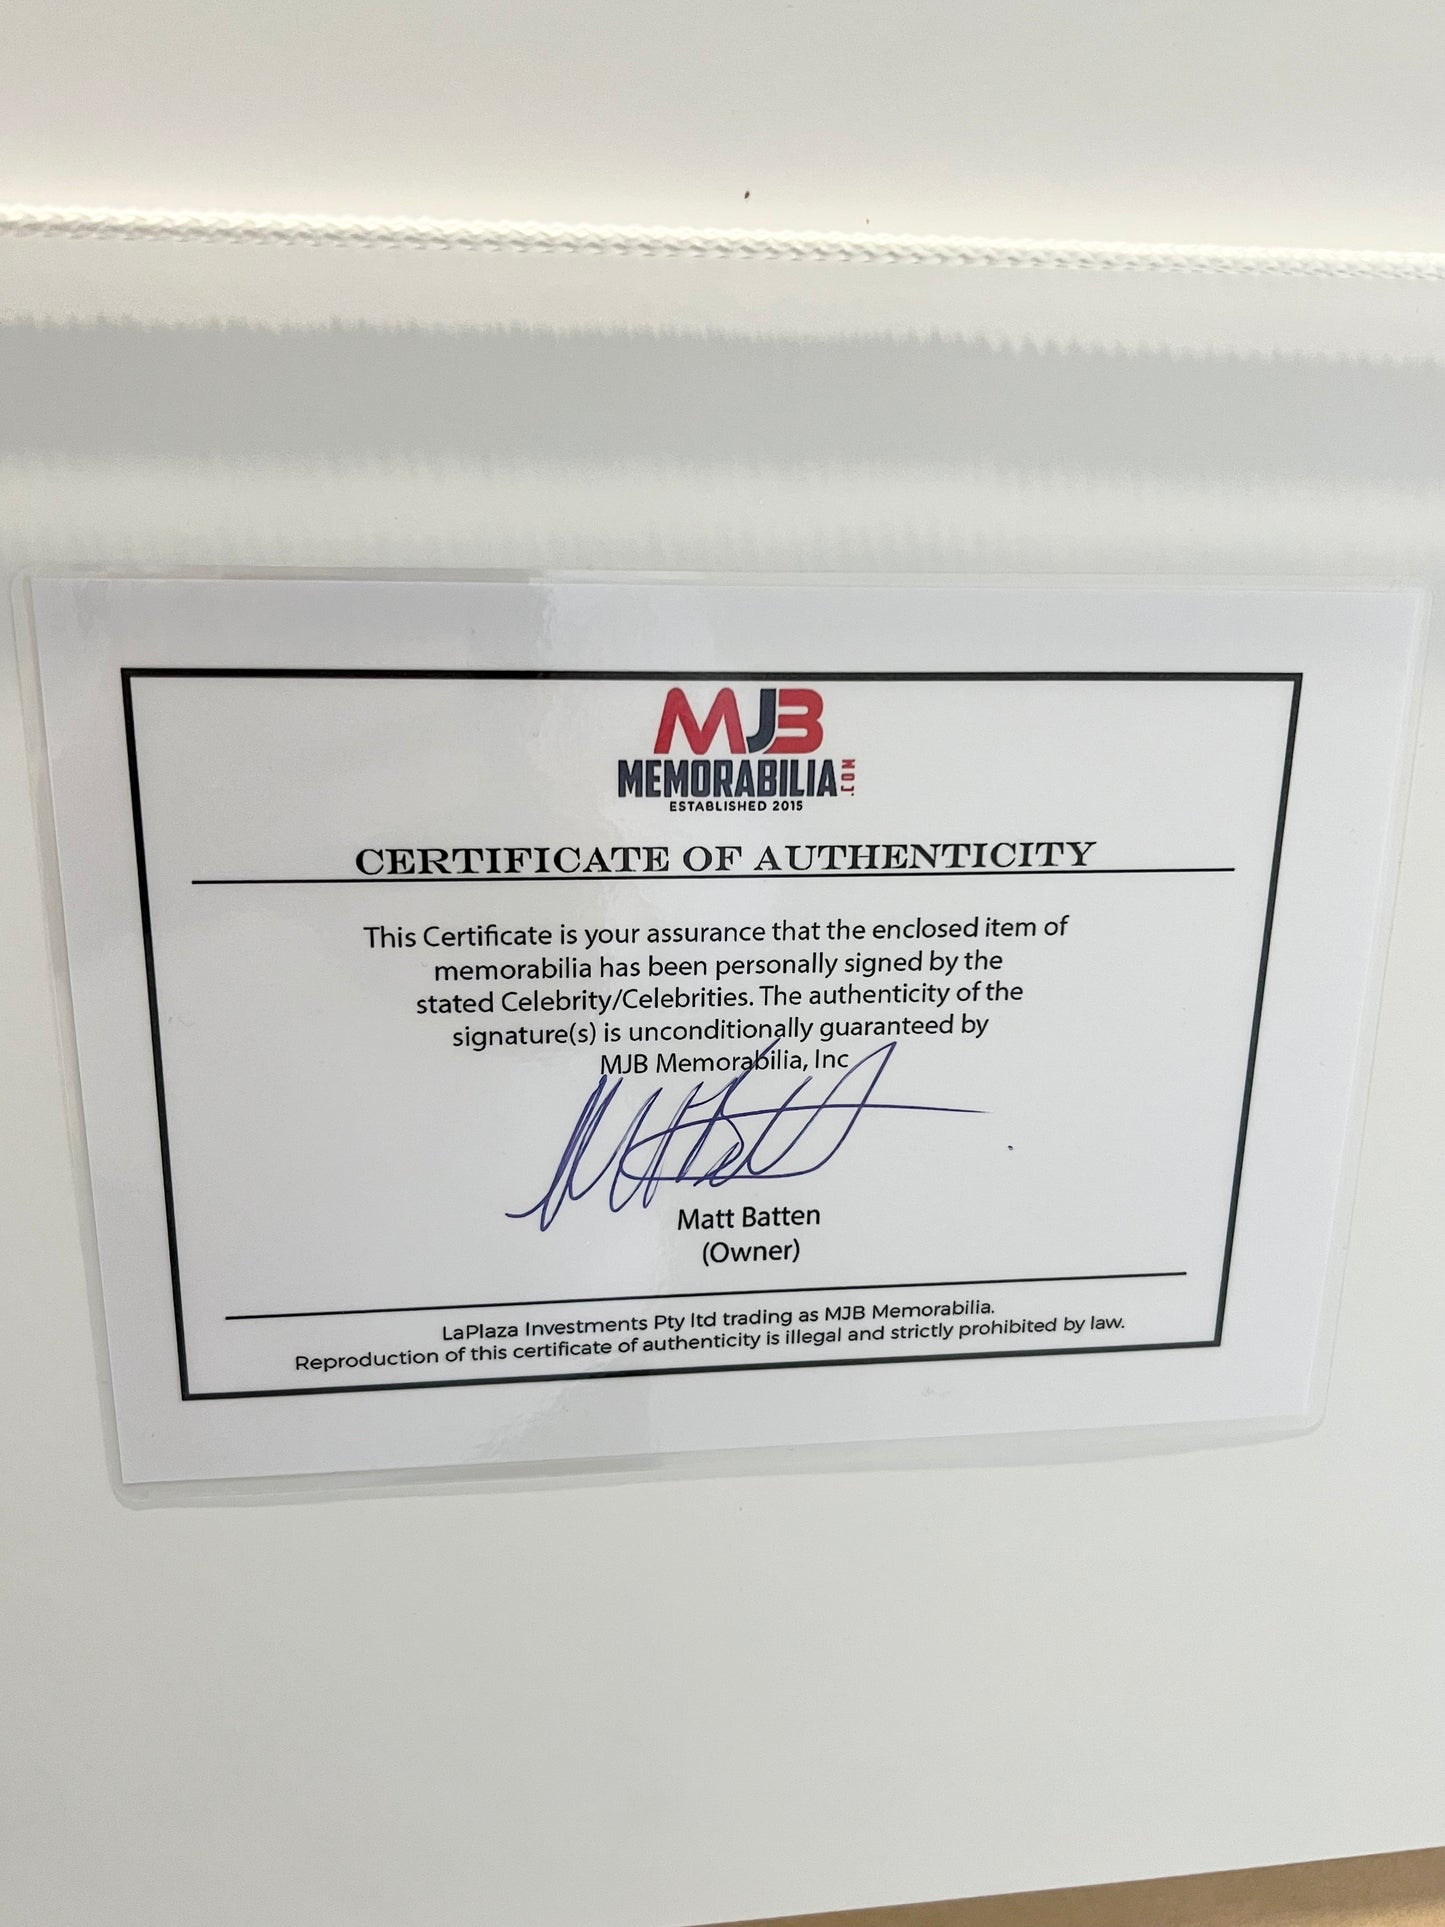 MJB
MEMORABILIA INC.
ESTABLISHED 2015
CERTIFICATE OF AUTHENTICITY
This Certificate is your assurance that the enclosed item of
memorabilia has been personally signed by the
stated Celebrity/Celebrities. The authenticity of the
signature(s) is unconditionally guaranteed by
MJB Memorabilia, Inc
Matt Batten
(Owner)
LaPlaza Investments Pty ltd trading as MJB Memorabilia.
Reproduction of this certificate of authenticity is illegal and strictly prohibited by law.